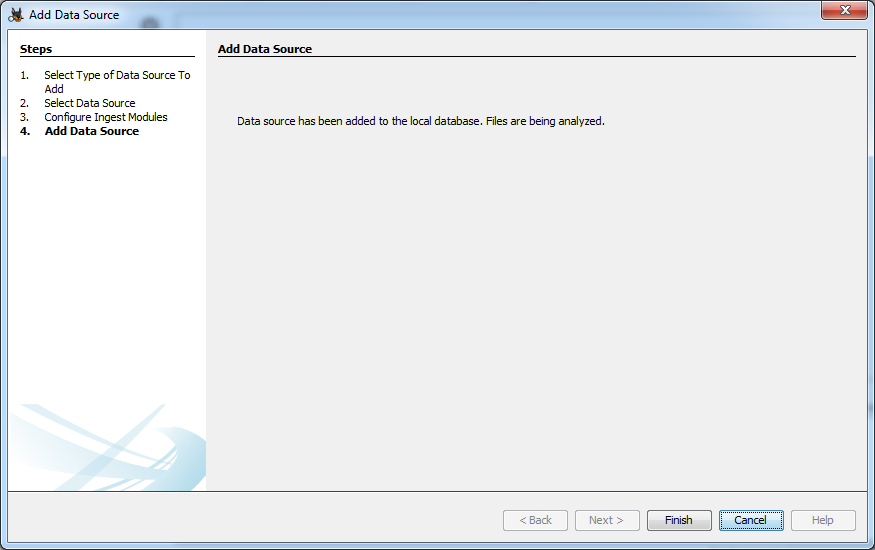 Add Data Source
Steps
1. Select Type of Data Source To
Add
2. Select Data Source
3. Configure Ingest Modules
4. Add Data Source
Add Data Source
Data source has been added to the local database. Files are being analyzed.
< Back
Next >
Finish
Cancel
Help